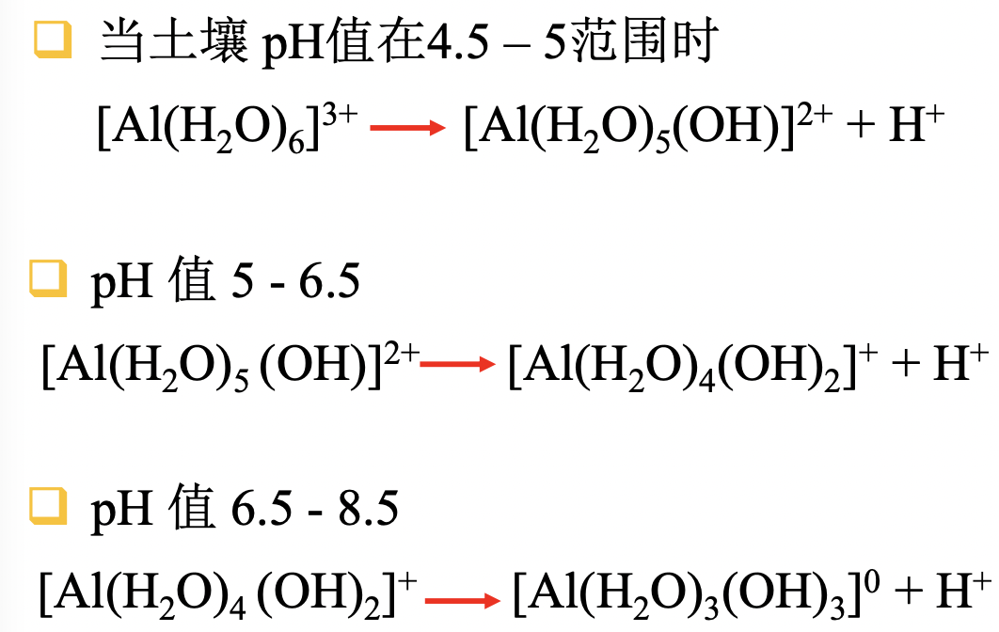 当土壤 pH值在4.5 – 5范围时
[Al(H₂O)₆]³⁺ → [Al(H₂O)₅(OH)]²⁺ + H⁺
pH 值 5 - 6.5
[Al(H₂O)₅ (OH)]²⁺ → [Al(H₂O)₄(OH)₂]⁺ + H⁺
pH 值 6.5 - 8.5
[Al(H₂O)₄ (OH)₂]⁺ → [Al(H₂O)₃(OH)₃]⁰ + H⁺